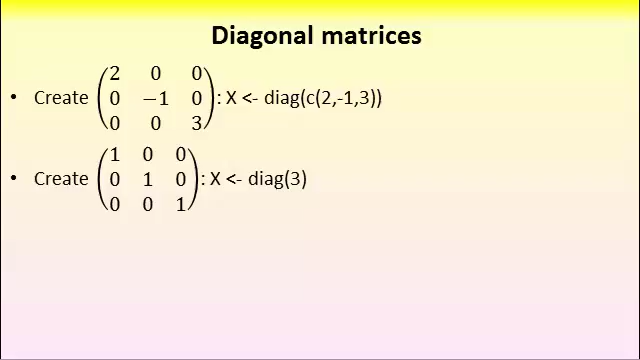 Diagonal matrices
• Create (2 0 0
0 −1 0
0 0 3): X <- diag(c(2,-1,3))
• Create (1 0 0
0 1 0
0 0 1): X <- diag(3)